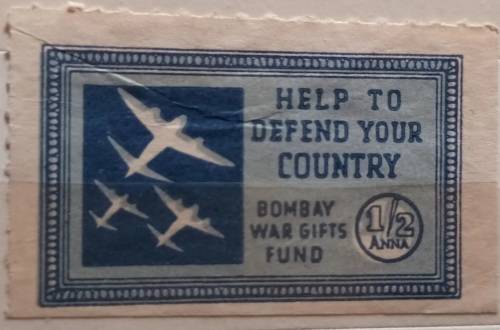 HELP TO
DEFEND YOUR
COUNTRY
BOMBAY
WAR GIFTS
FUND
1/2
ANNA